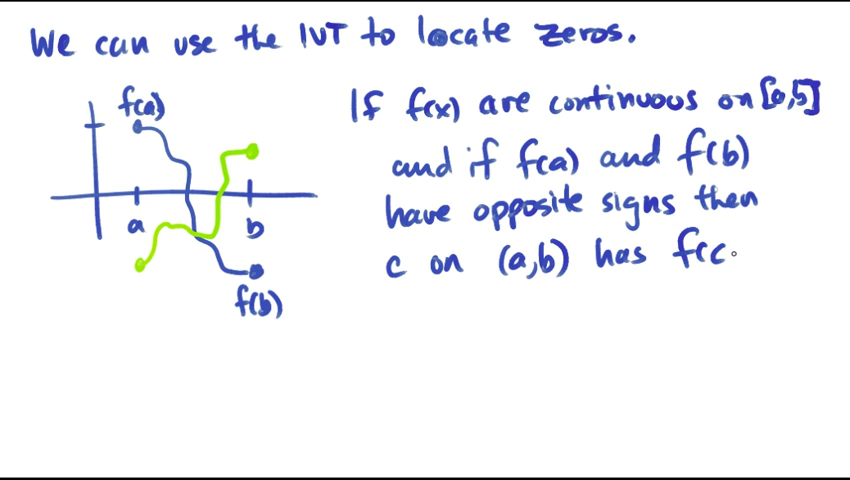 We can use the IVT to locate zeros.
f(a)
If f(x) are continuous on [a,b]
and if f(a) and f(b)
have opposite signs then
c on (a,b) has f(c
a
b
f(b)